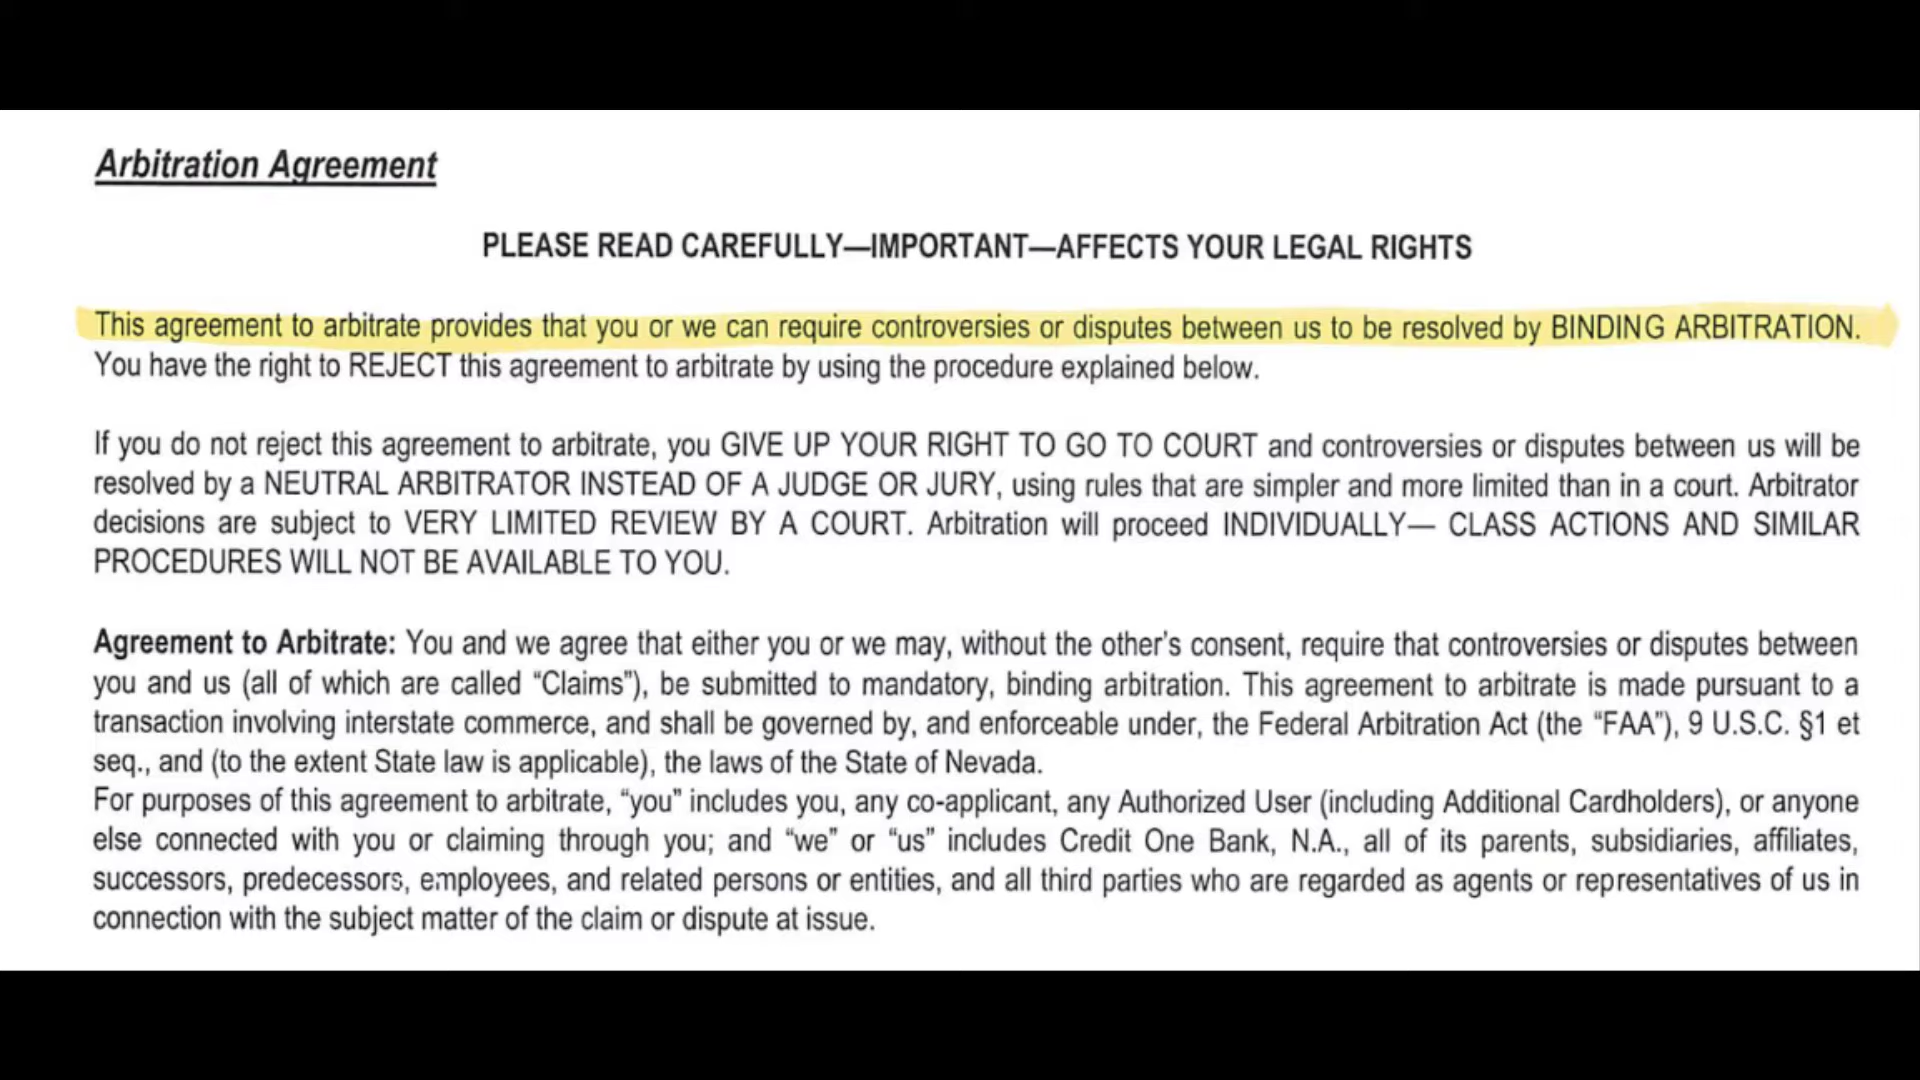 Arbitration Agreement
PLEASE READ CAREFULLY—IMPORTANT—AFFECTS YOUR LEGAL RIGHTS
This agreement to arbitrate provides that you or we can require controversies or disputes between us to be resolved by BINDING ARBITRATION.
You have the right to REJECT this agreement to arbitrate by using the procedure explained below.
If you do not reject this agreement to arbitrate, you GIVE UP YOUR RIGHT TO GO TO COURT and controversies or disputes between us will be
resolved by a NEUTRAL ARBITRATOR INSTEAD OF A JUDGE OR JURY, using rules that are simpler and more limited than in a court. Arbitrator
decisions are subject to VERY LIMITED REVIEW BY A COURT. Arbitration will proceed INDIVIDUALLY— CLASS ACTIONS AND SIMILAR
PROCEDURES WILL NOT BE AVAILABLE TO YOU.
Agreement to Arbitrate: You and we agree that either you or we may, without the other’s consent, require that controversies or disputes between
you and us (all of which are called “Claims”), be submitted to mandatory, binding arbitration. This agreement to arbitrate is made pursuant to a
transaction involving interstate commerce, and shall be governed by, and enforceable under, the Federal Arbitration Act (the “FAA”), 9 U.S.C. §1 et
seq., and (to the extent State law is applicable), the laws of the State of Nevada.
For purposes of this agreement to arbitrate, “you” includes you, any co-applicant, any Authorized User (including Additional Cardholders), or anyone
else connected with you or claiming through you; and “we” or “us” includes Credit One Bank, N.A., all of its parents, subsidiaries, affiliates,
successors, predecessors, employees, and related persons or entities, and all third parties who are regarded as agents or representatives of us in
connection with the subject matter of the claim or dispute at issue.